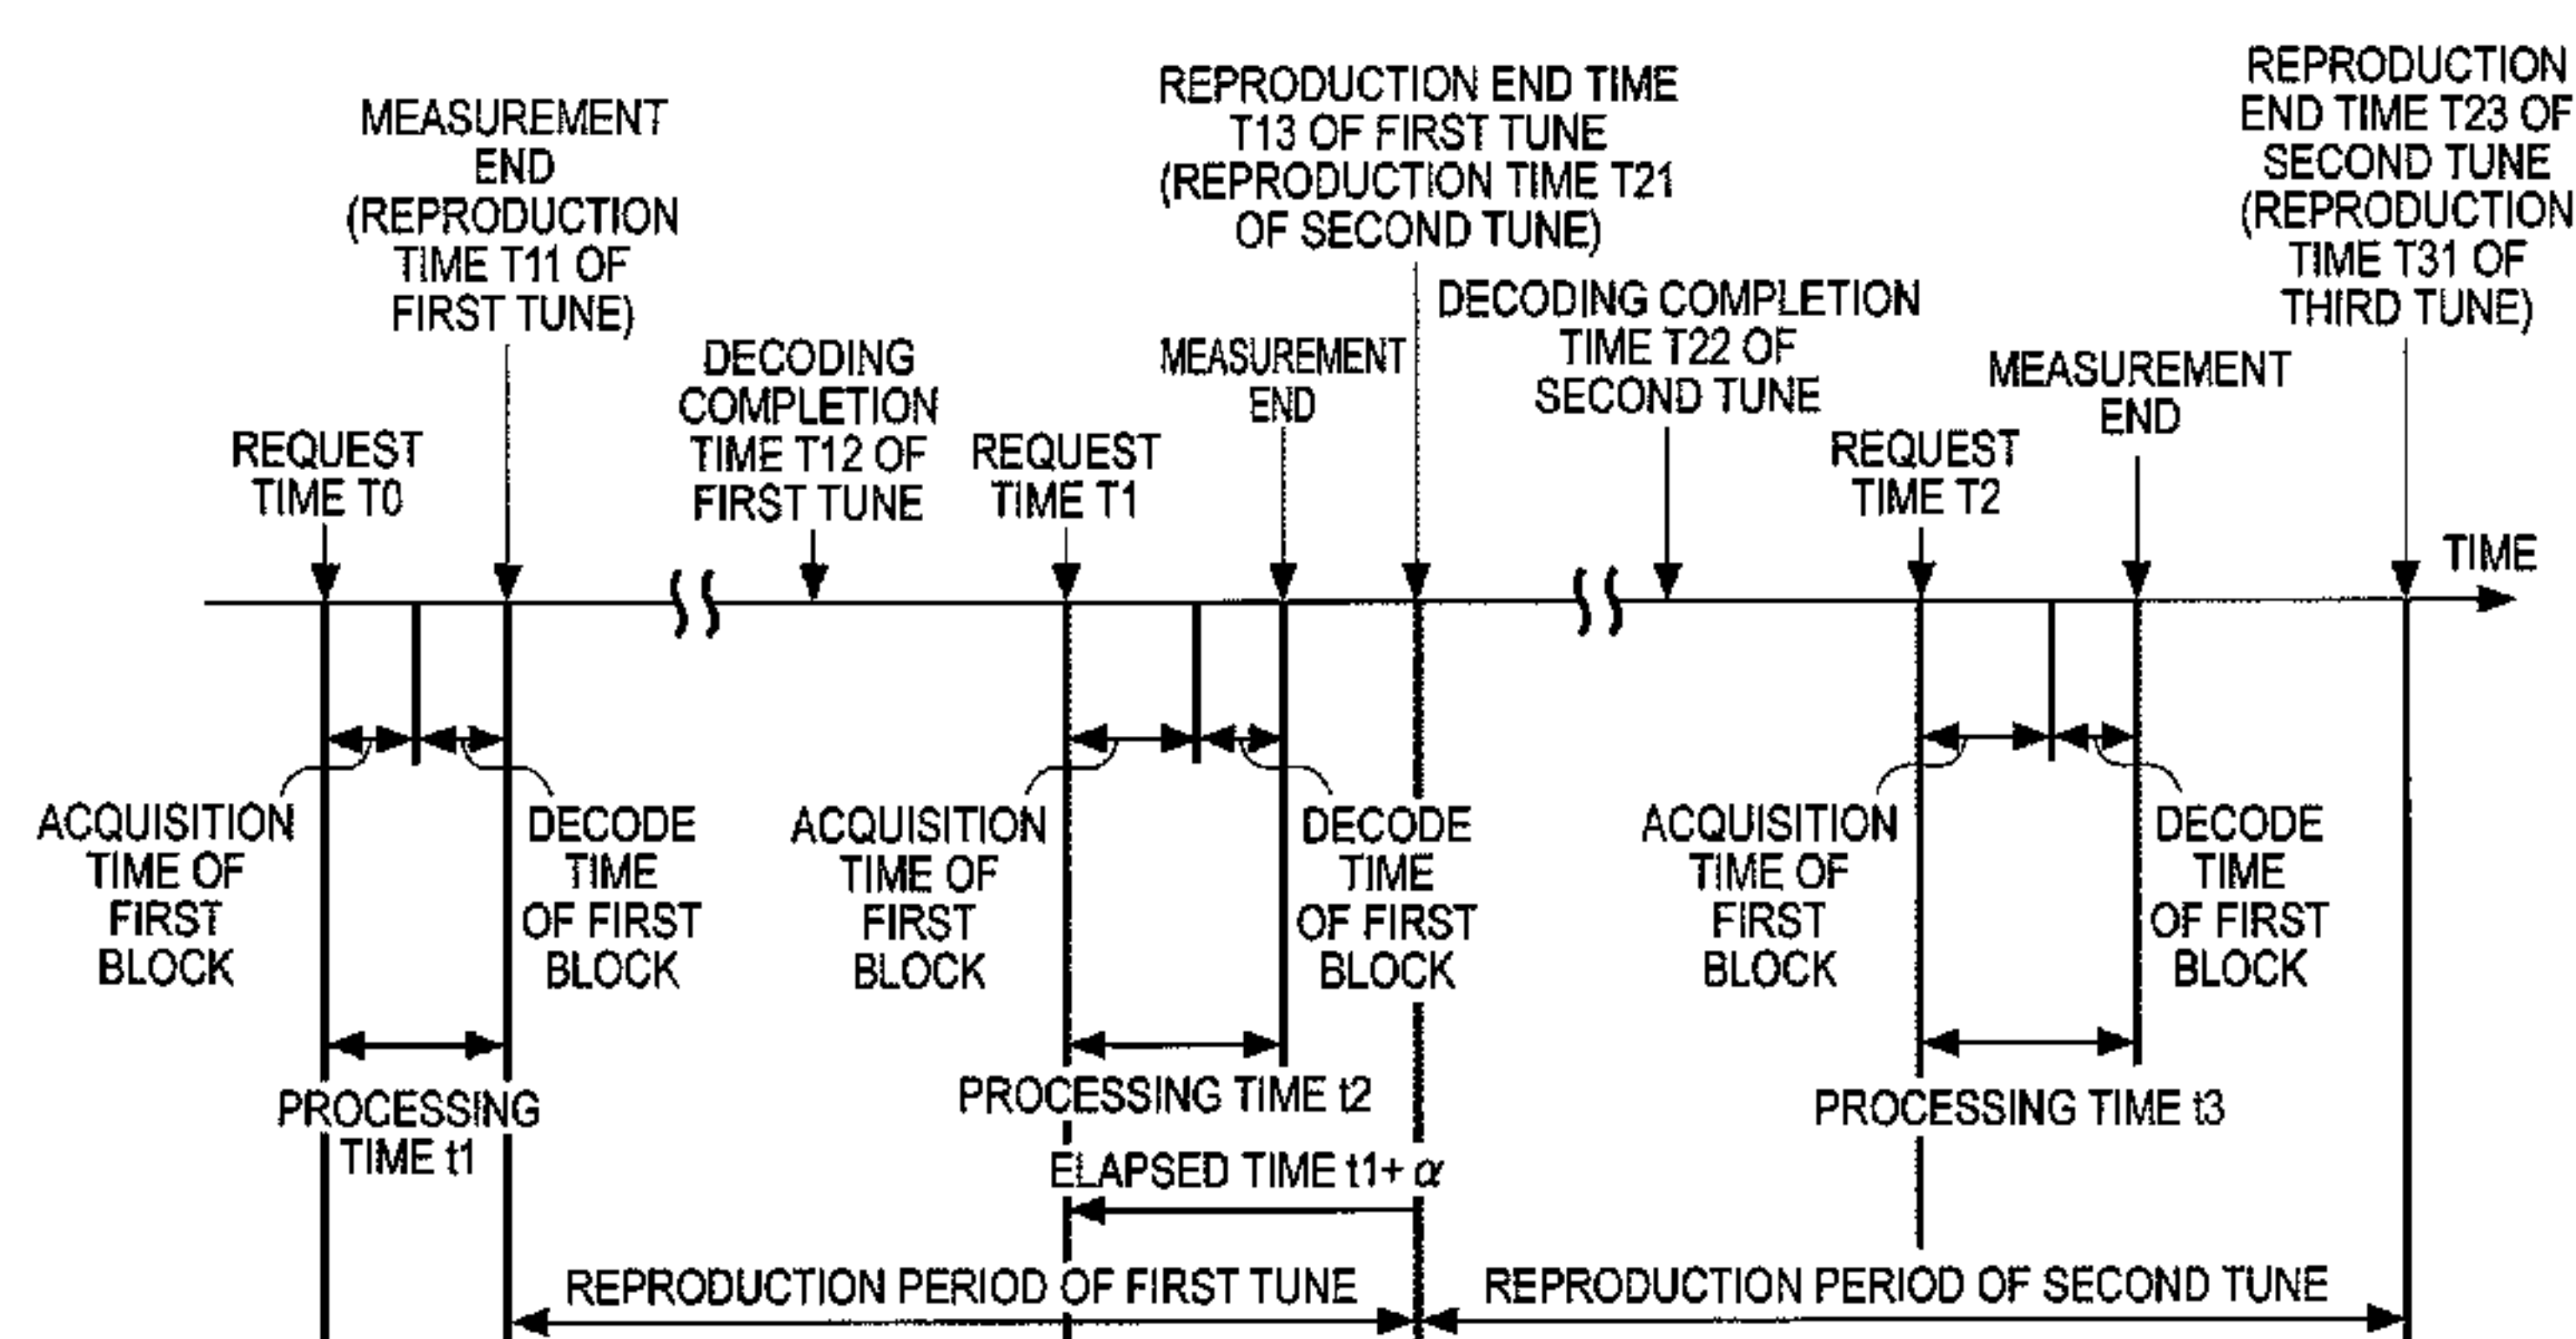 REQUEST
TIME T0
MEASUREMENT
END
(REPRODUCTION
TIME T11 OF
FIRST TUNE)
DECODING
COMPLETION
TIME T12 OF
FIRST TUNE
REQUEST
TIME T1
MEASUREMENT
END
REPRODUCTION END TIME
T13 OF FIRST TUNE
(REPRODUCTION TIME T21
OF SECOND TUNE)
DECODING COMPLETION
TIME T22 OF
SECOND TUNE
REQUEST
TIME T2
MEASUREMENT
END
REPRODUCTION
END TIME T23 OF
SECOND TUNE
(REPRODUCTION
TIME T31 OF
THIRD TUNE)
TIME
ACQUISITION
TIME OF
FIRST
BLOCK
DECODE
TIME
OF FIRST
BLOCK
ACQUISITION
TIME OF
FIRST
BLOCK
DECODE
TIME
OF FIRST
BLOCK
ACQUISITION
TIME OF
FIRST
BLOCK
DECODE
TIME
OF FIRST
BLOCK
PROCESSING
TIME t1
PROCESSING TIME t2
PROCESSING TIME t3
ELAPSED TIME t1+ α
REPRODUCTION PERIOD OF FIRST TUNE
REPRODUCTION PERIOD OF SECOND TUNE